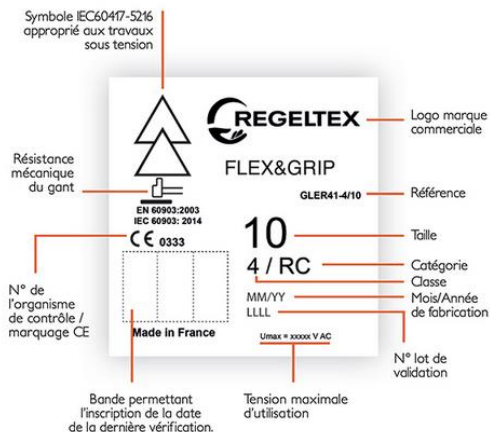 Symbole IEC60417-5216
approprié aux travaux
sous tension
REGELTEX
Logo marque
commerciale
FLEX&GRIP
Résistance
mécanique
du gant
GLER41-4/10
Référence
EN 60903:2003
IEC 60903: 2014
CE 0333
10
Taille
4 / RC
Catégorie
Classe
N° de
l'organisme
de contrôle /
marquage CE
MM/YY
Mois/Année
de fabrication
LLLL
Made in France
Umax = xxxxx V AC
N° lot de
validation
Bande permettant
l'inscription de la date
de la dernière vérification.
Tension maximale
d'utilisation